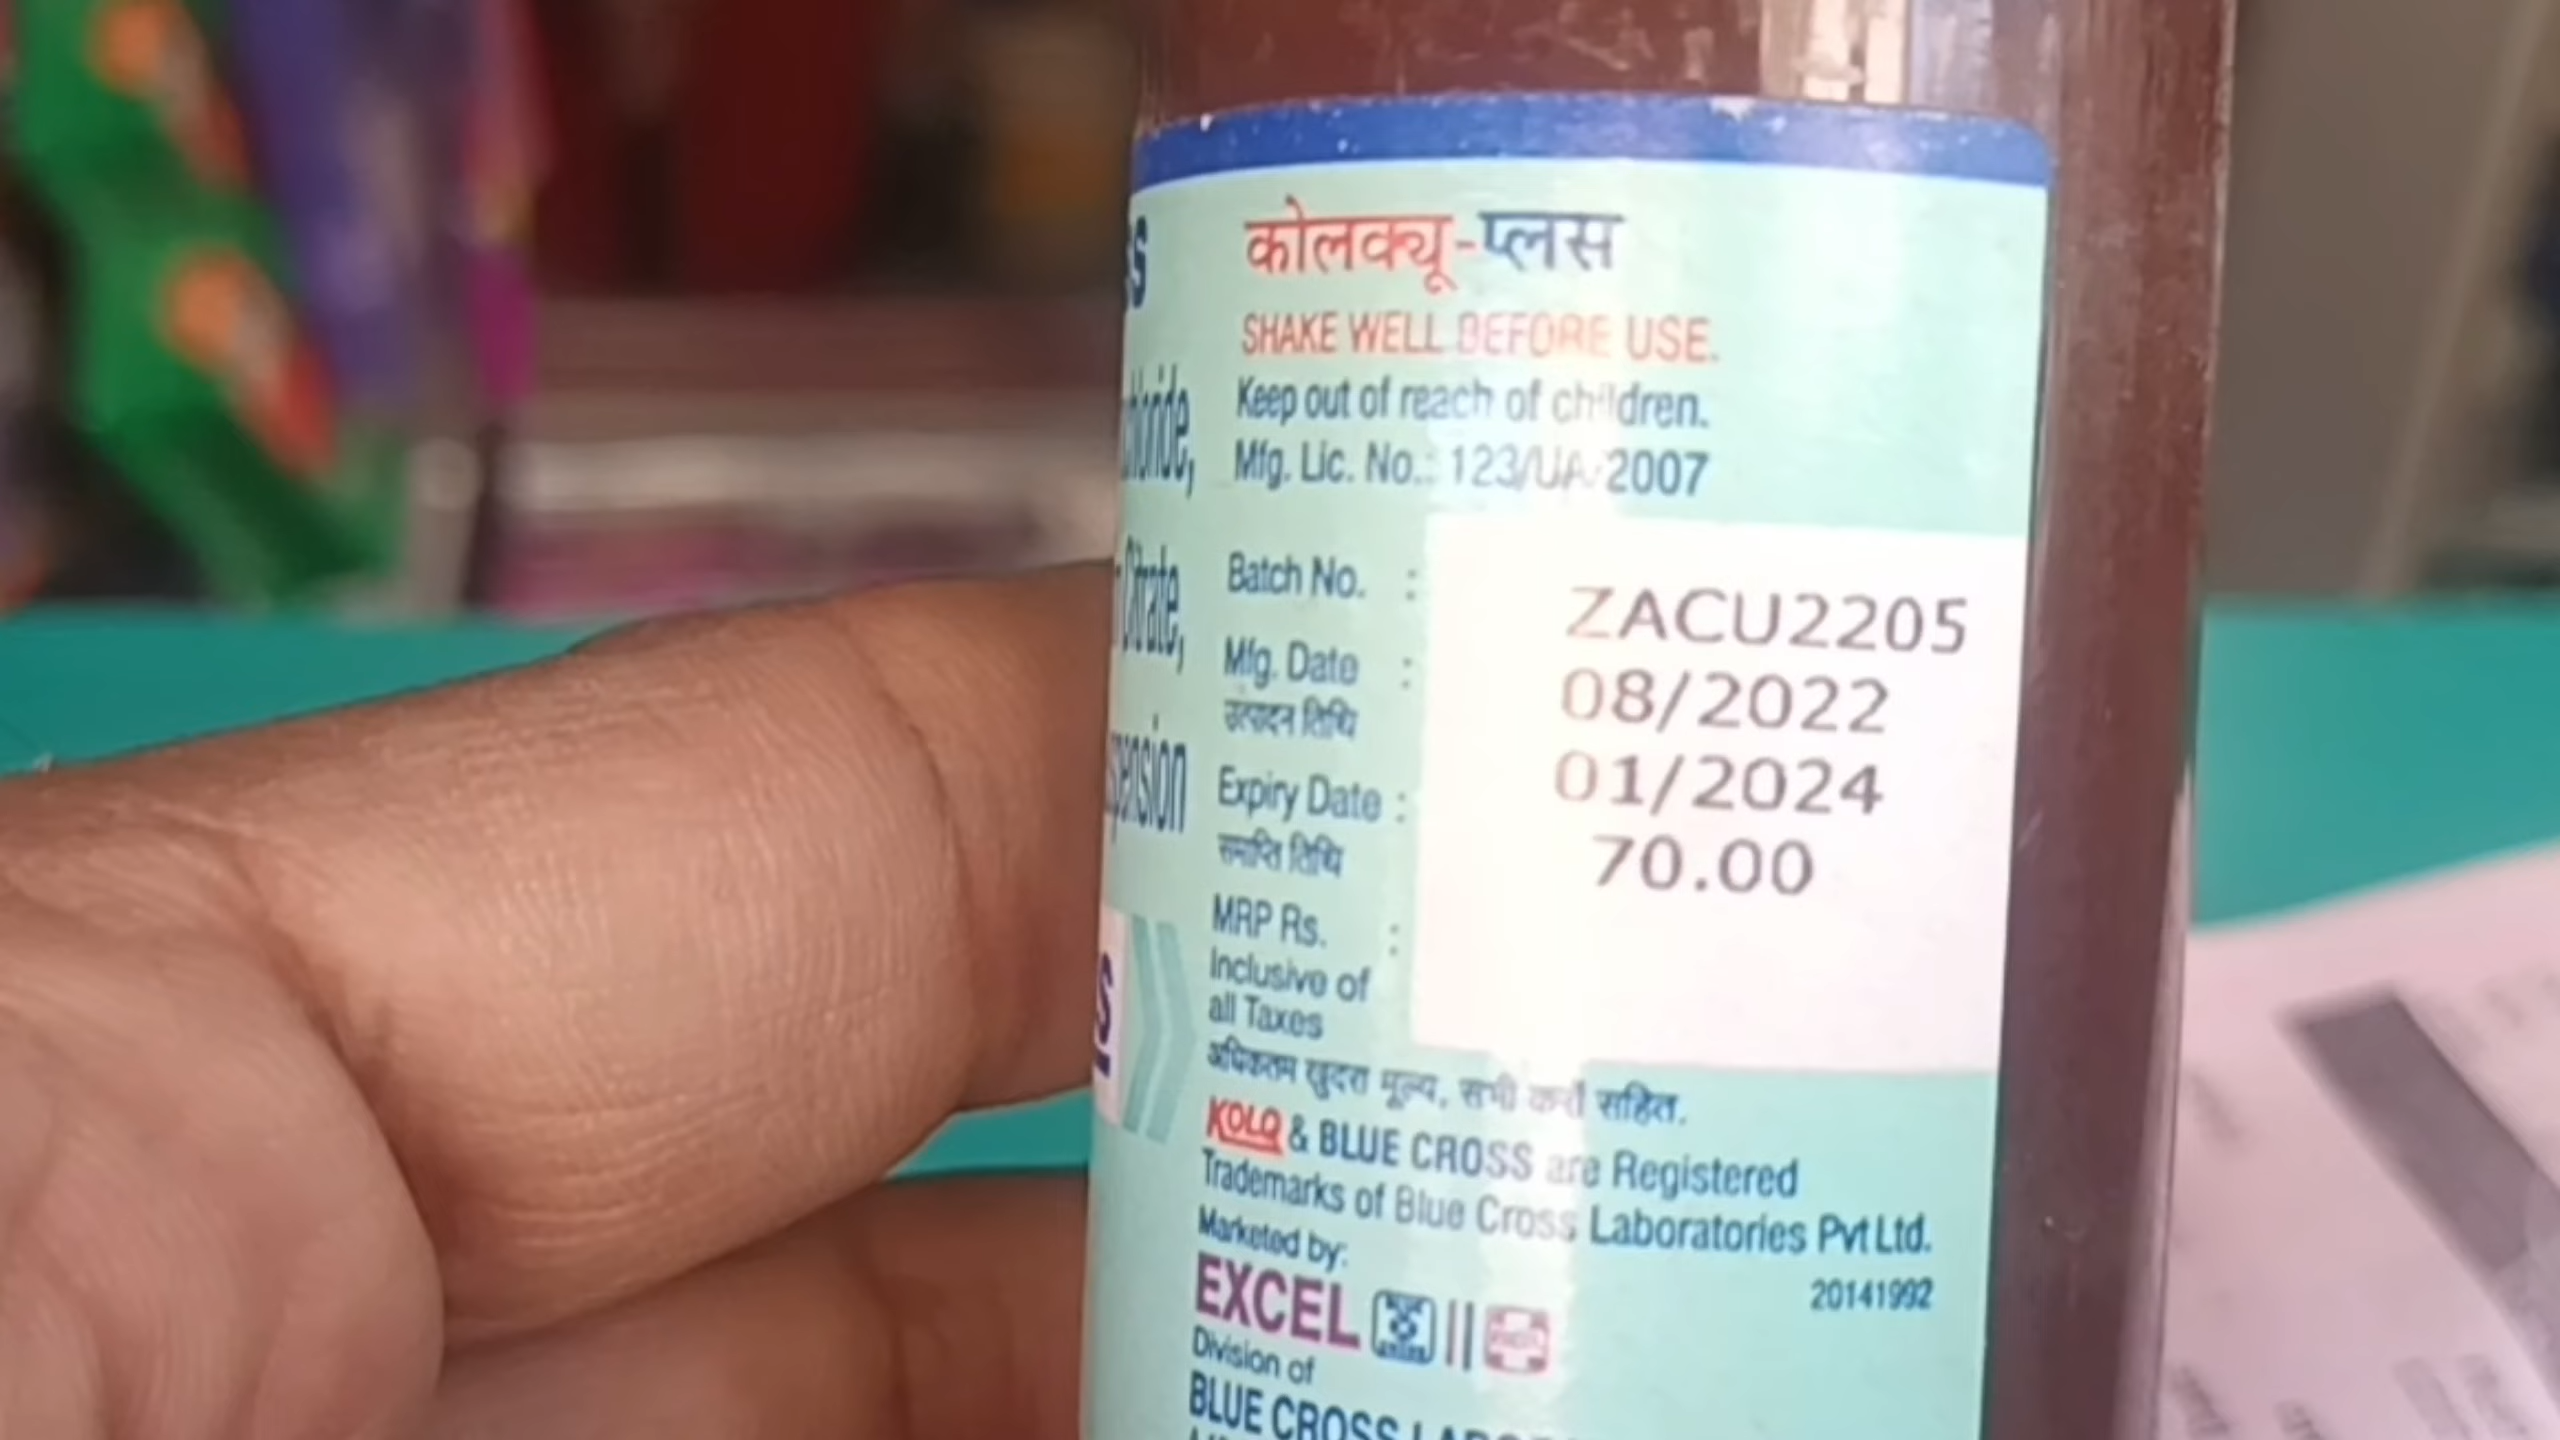 s
कोलक्यू-प्लस
SHAKE WELL BEFORE USE.
Keep out of reach of children.
Mfg. Lic. No.: 123/UA/2007
Batch No. : ZACU2205
Mfg. Date : 08/2022
उत्पादन तिथि
Expiry Date : 01/2024
समाप्ति तिथि
70.00
MRP Rs. :
Inclusive of
all Taxes
अधिकतम खुदरा मूल्य, सभी करों सहित.
KOLQ & BLUE CROSS are Registered
Trademarks of Blue Cross Laboratories Pvt Ltd.
Marketed by:
20141992
EXCEL
Division of
BLUE CROSS
Citrate,